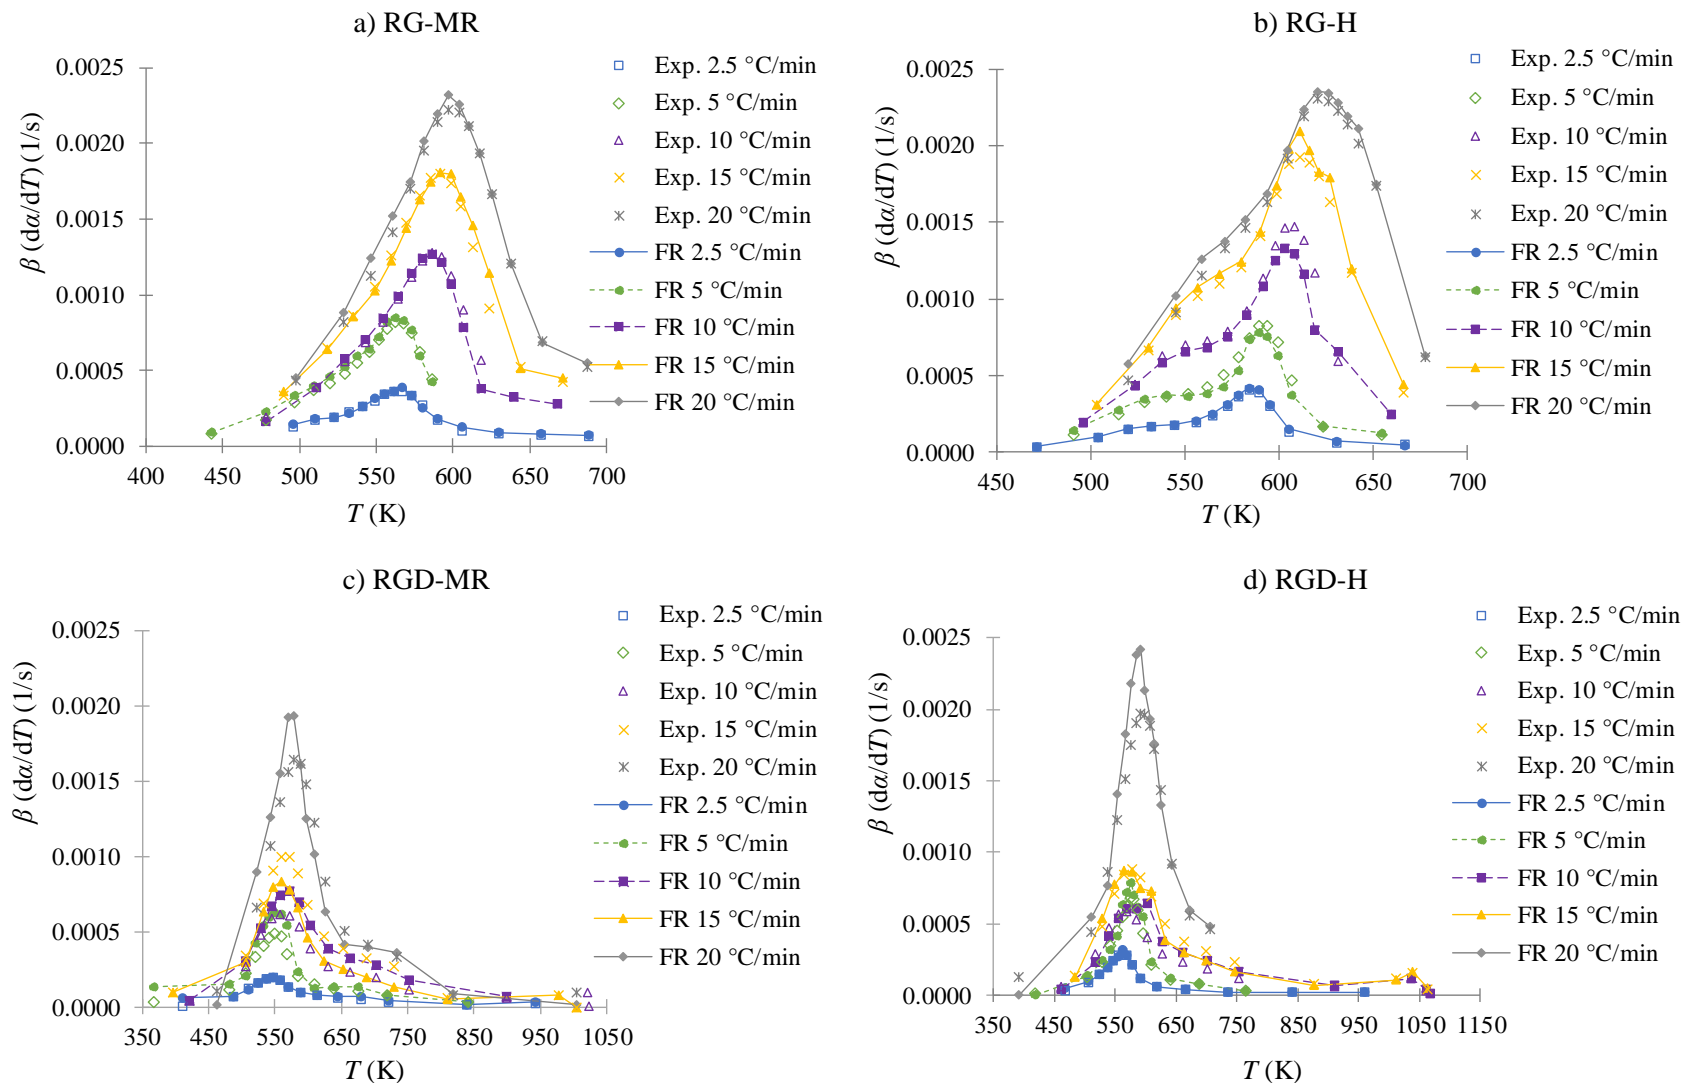 a) RG-MR
β (dα/dT) (1/s)
0.0025
0.0020
0.0015
0.0010
0.0005
0.0000
400 450 500 550 600 650 700
T (K)
Exp. 2.5 °C/min
Exp. 5 °C/min
Exp. 10 °C/min
Exp. 15 °C/min
Exp. 20 °C/min
FR 2.5 °C/min
FR 5 °C/min
FR 10 °C/min
FR 15 °C/min
FR 20 °C/min
b) RG-H
β (dα/dT) (1/s)
0.0025
0.0020
0.0015
0.0010
0.0005
0.0000
450 500 550 600 650 700
T (K)
Exp. 2.5 °C/min
Exp. 5 °C/min
Exp. 10 °C/min
Exp. 15 °C/min
Exp. 20 °C/min
FR 2.5 °C/min
FR 5 °C/min
FR 10 °C/min
FR 15 °C/min
FR 20 °C/min
c) RGD-MR
β (dα/dT) (1/s)
0.0025
0.0020
0.0015
0.0010
0.0005
0.0000
350 450 550 650 750 850 950 1050
T (K)
Exp. 2.5 °C/min
Exp. 5 °C/min
Exp. 10 °C/min
Exp. 15 °C/min
Exp. 20 °C/min
FR 2.5 °C/min
FR 5 °C/min
FR 10 °C/min
FR 15 °C/min
FR 20 °C/min
d) RGD-H
β (dα/dT) (1/s)
0.0025
0.0020
0.0015
0.0010
0.0005
0.0000
350 450 550 650 750 850 950 1050 1150
T (K)
Exp. 2.5 °C/min
Exp. 5 °C/min
Exp. 10 °C/min
Exp. 15 °C/min
Exp. 20 °C/min
FR 2.5 °C/min
FR 5 °C/min
FR 10 °C/min
FR 15 °C/min
FR 20 °C/min